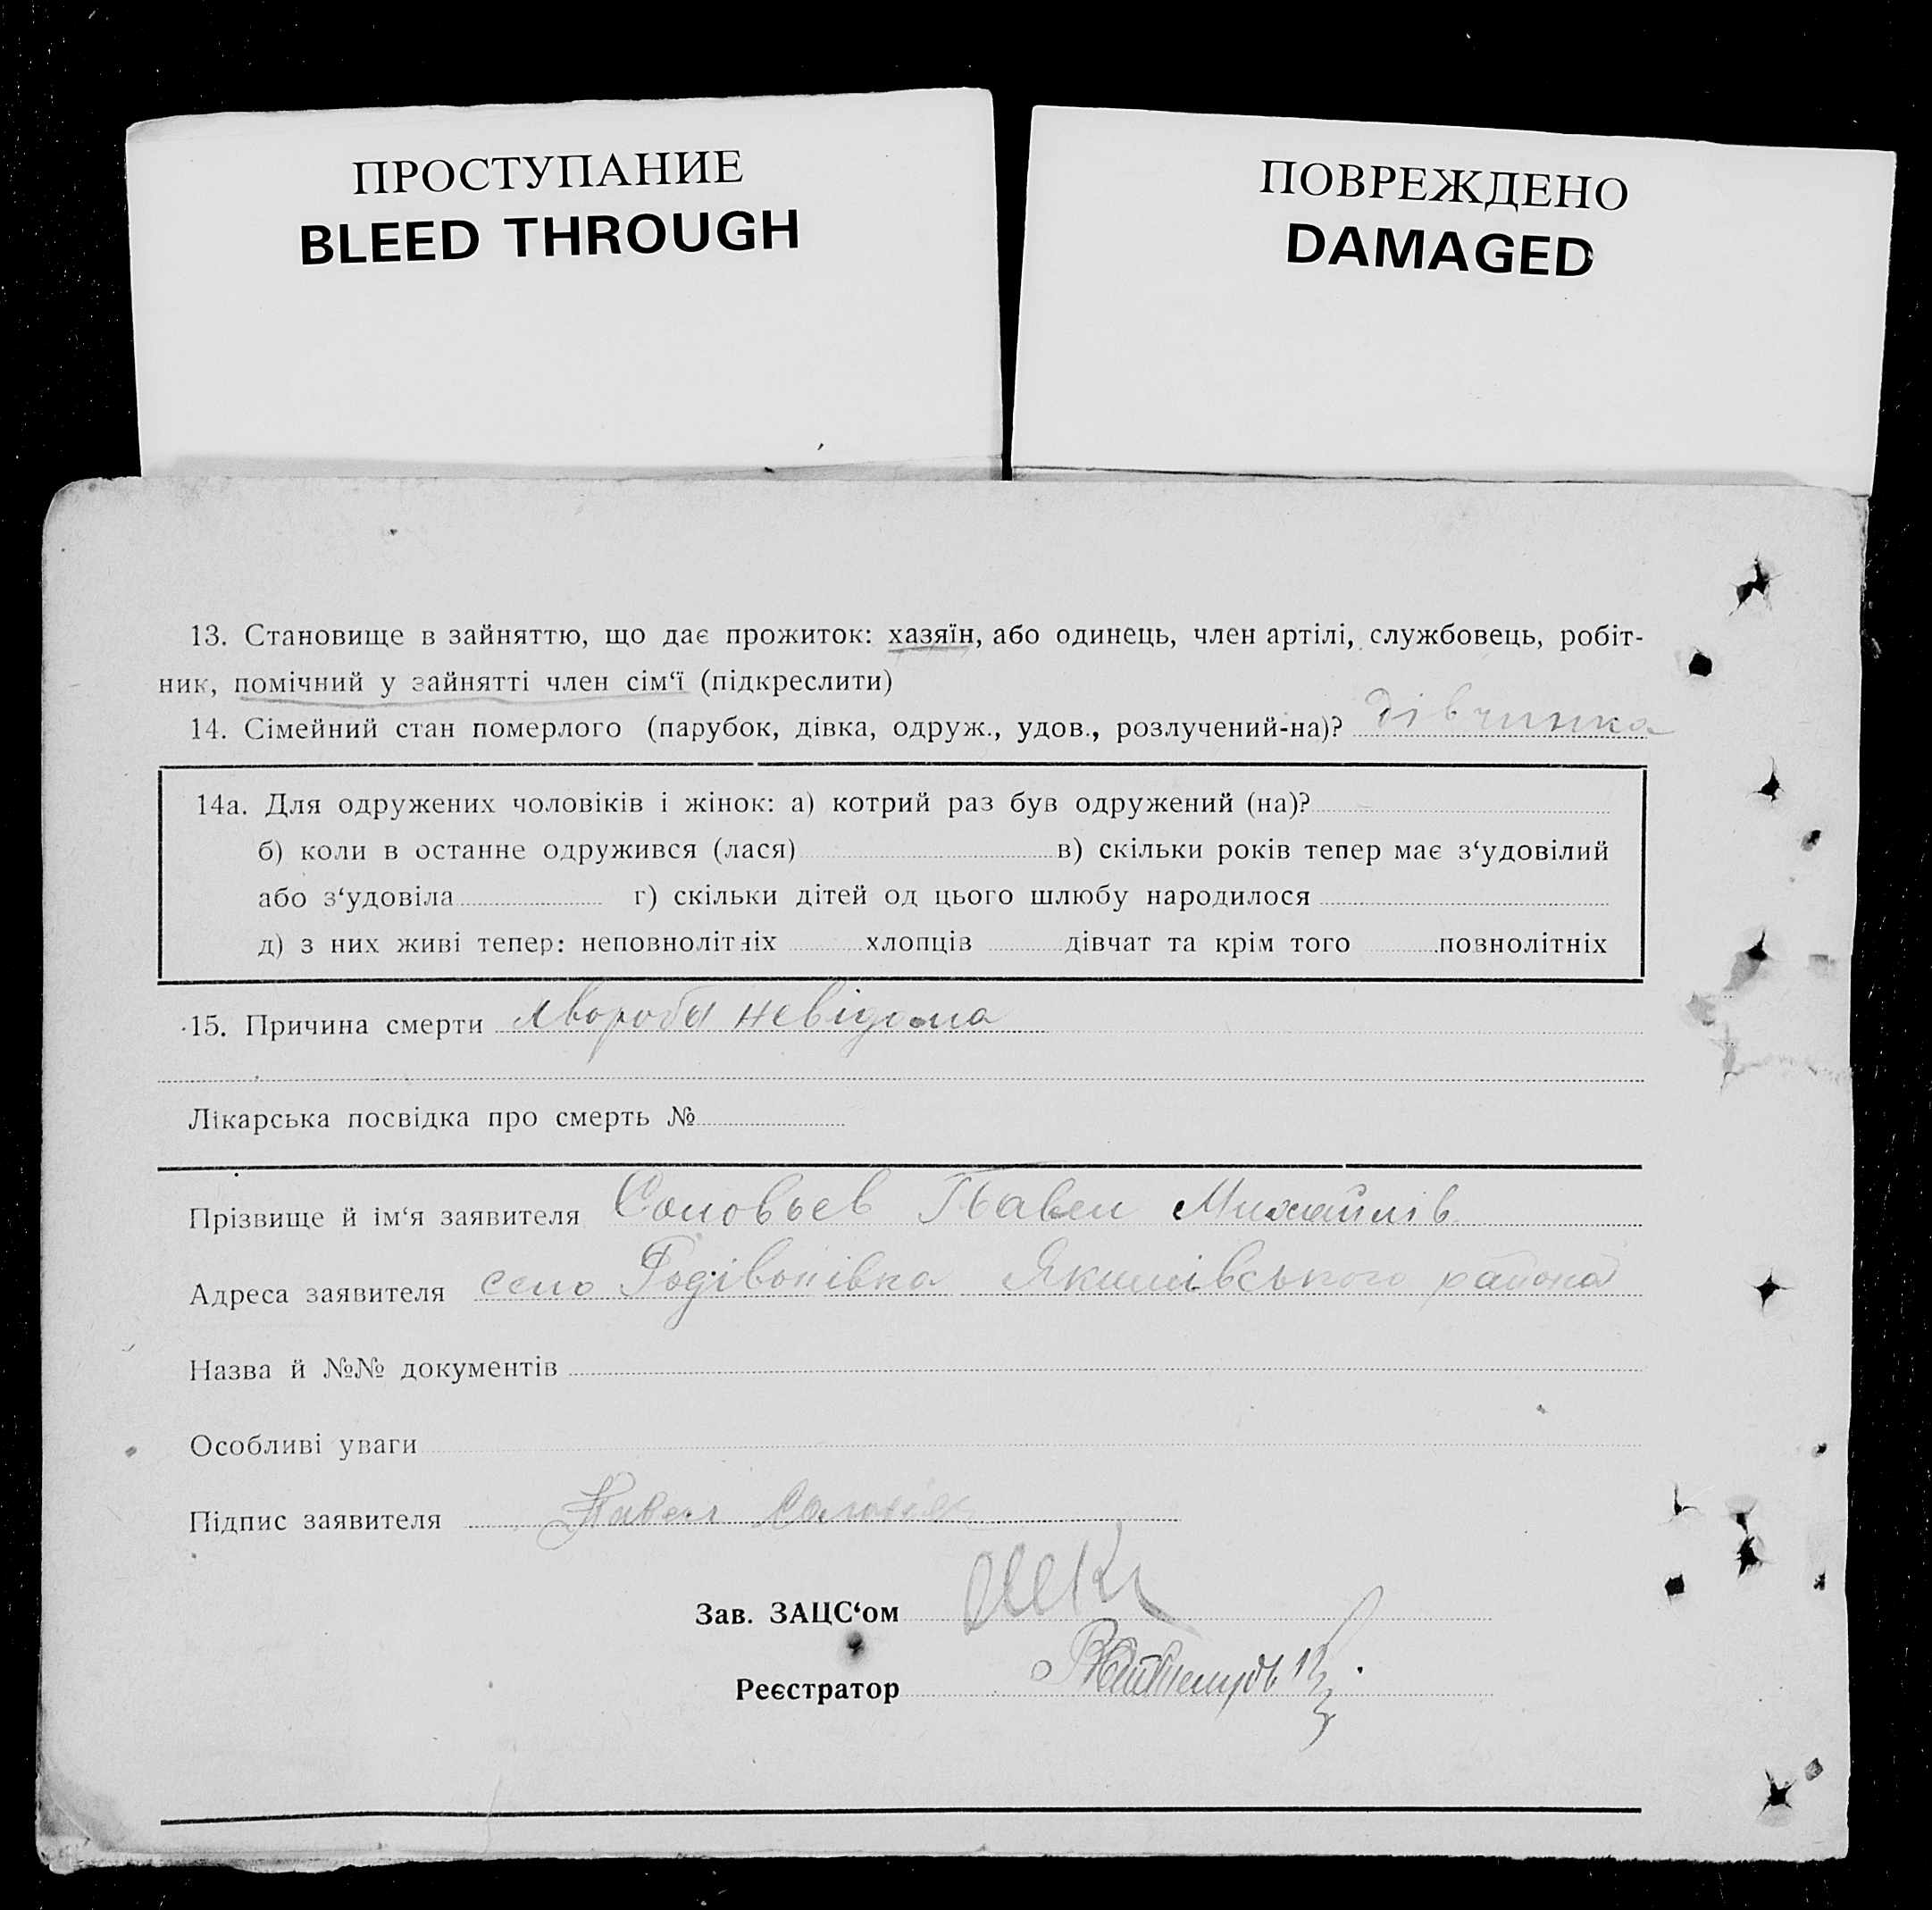 ПРОСТУПАНИЕ
BLEED THROUGH
ПОВРЕЖДЕНО
DAMAGED
13. Становище в зайняттю, що дає прожиток: хазяїн, або одинець, член артілі, службовець, робіт-
ник, помічний у зайнятті член сім‘ї (підкреслити)
14. Сімейний стан померлого (парубок, дівка, одруж., удов., розлучений-на)? дівчинка
14а. Для одружених чоловіків і жінок: а) котрий раз був одружений (на)?
б) коли в останне одружився (лася) в) скільки років тепер має з‘удовілий
або з‘удовіла г) скільки дітей од цього шлюбу народилося
д) з них живі тепер: неповнолітніх хлопців дівчат та крім того повнолітніх
15. Причина смерти хвороба невідома
Лікарська посвідка про смерть №
Прізвище й ім‘я заявителя Соловьев Павел Михайлів
Адреса заявителя село Родівонівка Якимівського района
Назва й №№ документів
Особливі уваги
Підпис заявителя Павел
Зав. ЗАЦС‘ом
Реєстратор